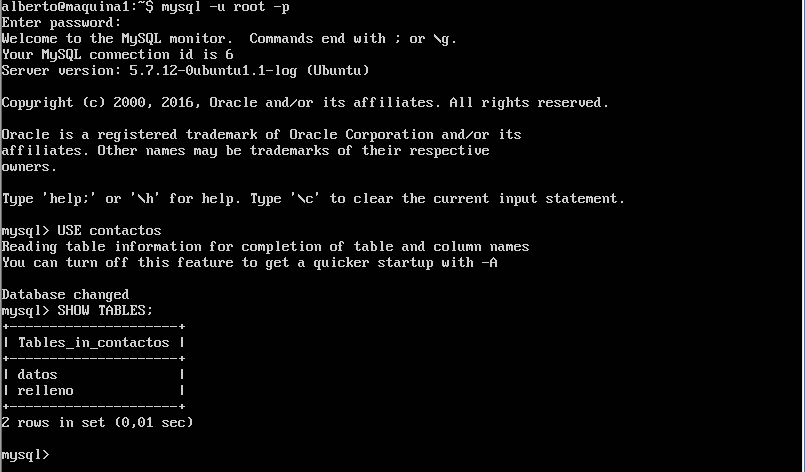 alberto@maquina1:~$ mysql -u root -p
Enter password:
Welcome to the MySQL monitor.  Commands end with ; or \g.
Your MySQL connection id is 6
Server version: 5.7.12-0ubuntu1.1-log (Ubuntu)

Copyright (c) 2000, 2016, Oracle and/or its affiliates. All rights reserved.

Oracle is a registered trademark of Oracle Corporation and/or its
affiliates. Other names may be trademarks of their respective
owners.

Type 'help;' or '\h' for help. Type '\c' to clear the current input statement.

mysql> USE contactos
Reading table information for completion of table and column names
You can turn off this feature to get a quicker startup with -A

Database changed
mysql> SHOW TABLES;
+---------------------+
| Tables_in_contactos |
+---------------------+
| datos               |
| relleno             |
+---------------------+
2 rows in set (0,01 sec)

mysql>